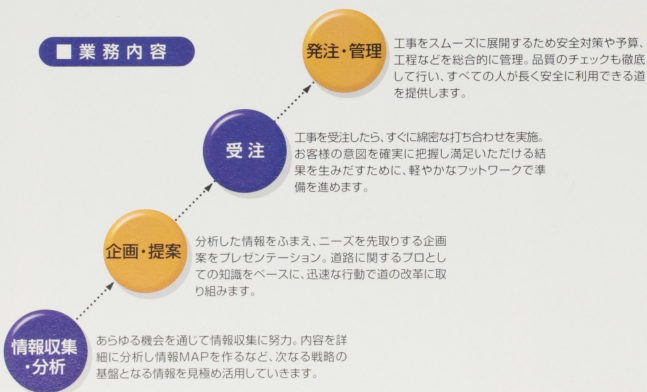 ■業務内容
発注・管理
工事をスムーズに展開するため安全対策や予算、
工程などを総合的に管理。品質のチェックも徹底
して行い、すべての人が長く安全に利用できる道
を提供します。
受注
工事を受注したら、すぐに綿密な打ち合わせを実施。
お客様の意図を確実に把握し満足いただける結
果を生みだすために、軽やかなフットワークで準
備を進めます。
企画・提案
分析した情報をふまえ、ニーズを先取りする企画
案をプレゼンテーション。道路に関するプロとし
ての知識をベースに、迅速な行動で道の改革に取
り組みます。
情報収集
・分析
あらゆる機会を通じて情報収集に努力。内容を詳
細に分析し情報MAPを作るなど、次なる戦略の
基盤となる情報を見極め活用していきます。